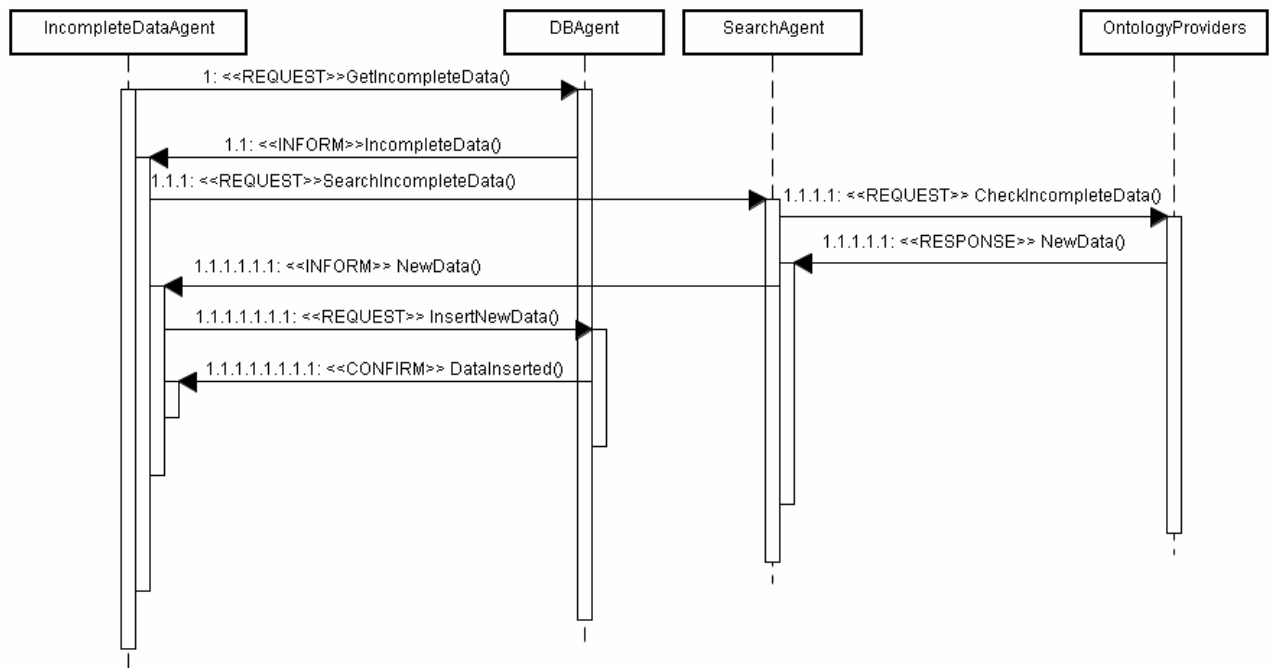 IncompleteDataAgent
DBAgent
SearchAgent
OntologyProviders
1: <<REQUEST>>GetIncompleteData()
1.1: <<INFORM>>IncompleteData()
1.1.1: <<REQUEST>>SearchIncompleteData()
1.1.1.1: <<REQUEST>> CheckIncompleteData()
1.1.1.1.1: <<RESPONSE>> NewData()
1.1.1.1.1.1: <<INFORM>> NewData()
1.1.1.1.1.1.1: <<REQUEST>> InsertNewData()
1.1.1.1.1.1.1.1: <<CONFIRM>> DataInserted()